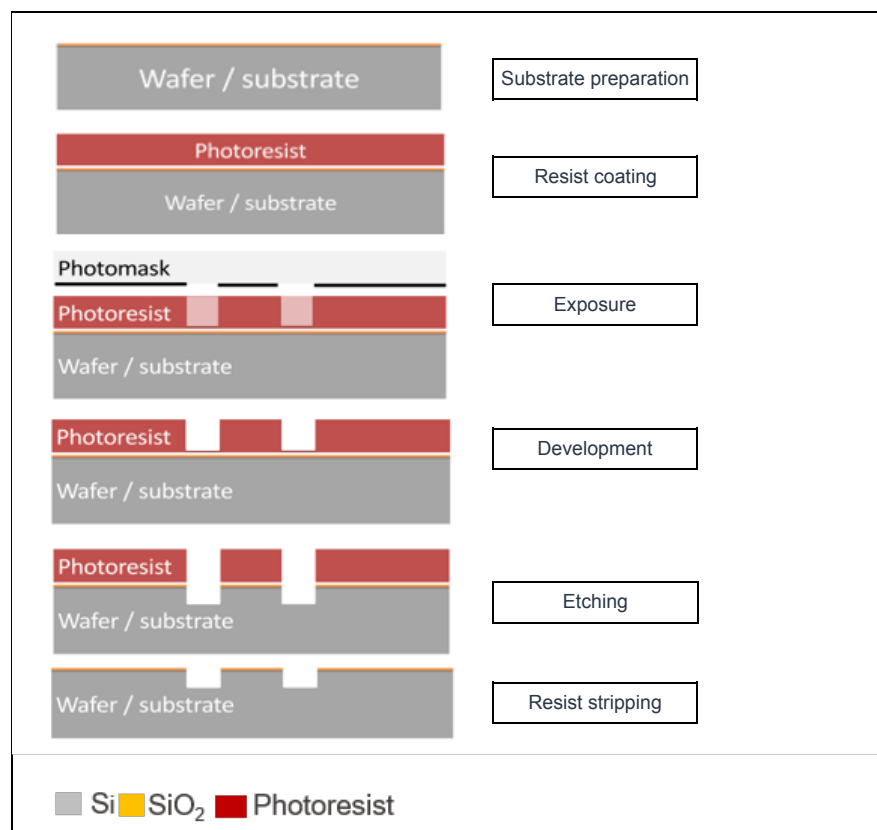 Wafer / substrate
Substrate preparation
Photoresist
Wafer / substrate
Resist coating
Photomask
Photoresist
Wafer / substrate
Exposure
Photoresist
Wafer / substrate
Development
Photoresist
Wafer / substrate
Etching
Wafer / substrate
Resist stripping
Si SiO₂ Photoresist